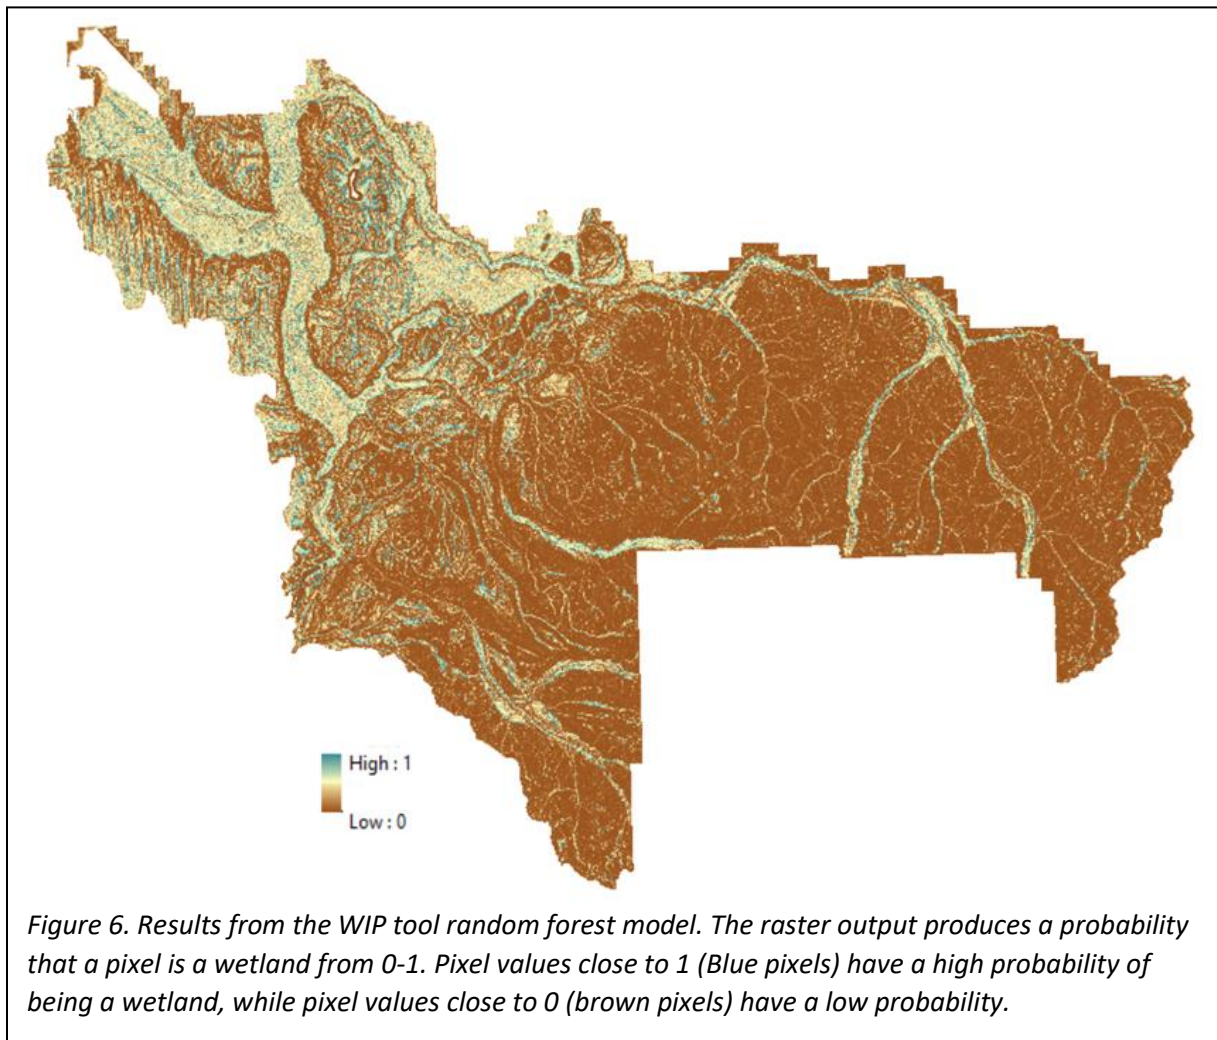 High : 1
Low : 0
Figure 6. Results from the WIP tool random forest model. The raster output produces a probability
that a pixel is a wetland from 0-1. Pixel values close to 1 (Blue pixels) have a high probability of
being a wetland, while pixel values close to 0 (brown pixels) have a low probability.